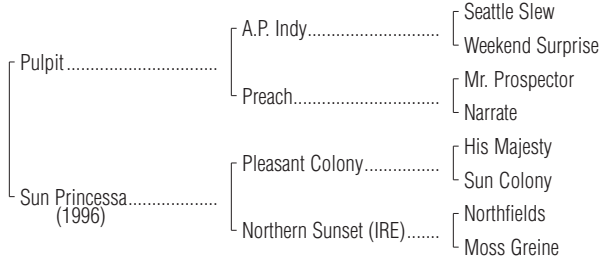 Seattle Slew
A.P. Indy............................
Weekend Surprise
Pulpit................................
Mr. Prospector
Preach...............................
Narrate
His Majesty
Pleasant Colony................
Sun Colony
Sun Princessa...................
(1996)
Northfields
Northern Sunset (IRE).......
Moss Greine